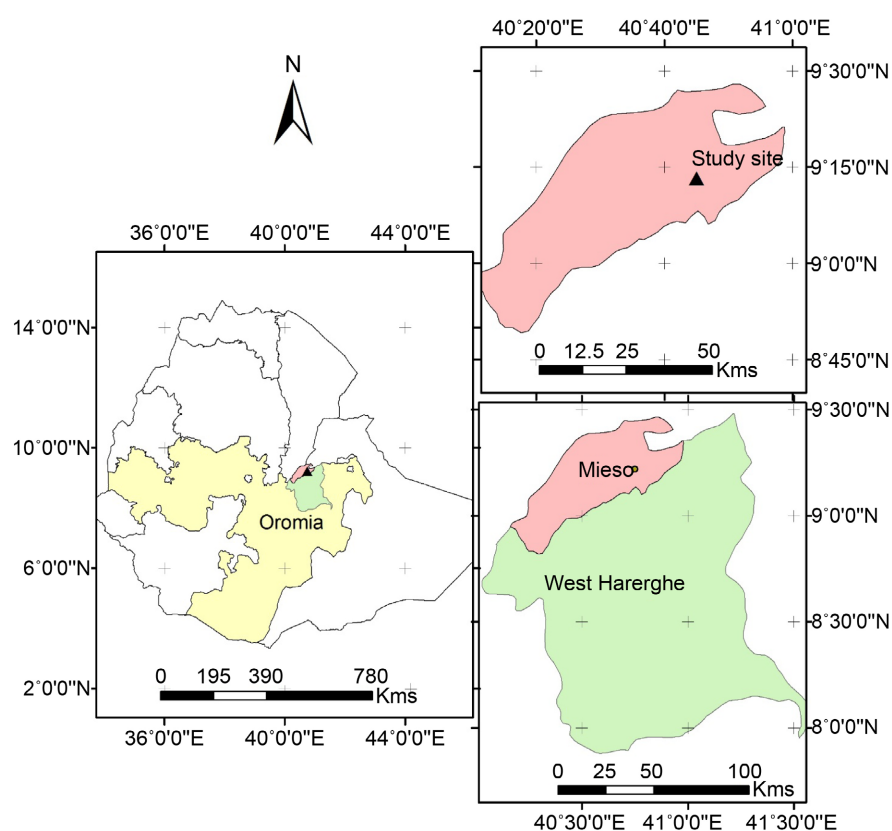 N
40˚20'0"E 40˚40'0"E 41˚0'0"E
9˚30'0"N
9˚15'0"N
9˚0'0"N
8˚45'0"N
Study site
0 12.5 25 50
Kms
36˚0'0"E 40˚0'0"E 44˚0'0"E
14˚0'0"N
10˚0'0"N
6˚0'0"N
2˚0'0"N
Oromia
0 195 390 780
Kms
36˚0'0"E 40˚0'0"E 44˚0'0"E
9˚30'0"N
9˚0'0"N
8˚30'0"N
8˚0'0"N
Mieso
West Harerghe
0 25 50 100
Kms
40˚30'0"E 41˚0'0"E 41˚30'0"E